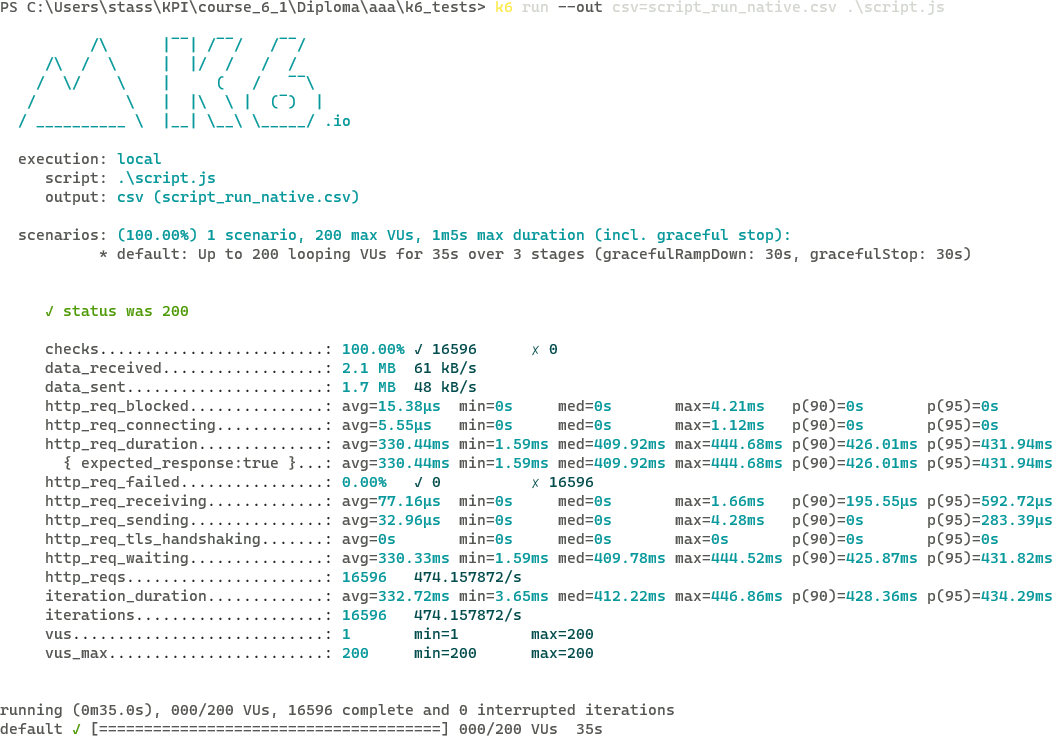 PS C:\Users\stass\KPI\course_6_1\Diploma\aaa\k6_tests> k6 run --out csv=script_run_native.csv .\script.js
          /\      |‾‾| /‾‾/   /‾‾/
     /\  /  \     |  |/  /   /  /
    /  \/    \    |     (   /   ‾‾\
   /          \   |  |\  \ |  (‾)  |
  / __________ \  |__| \__\ \_____/ .io
  execution: local
     script: .\script.js
     output: csv (script_run_native.csv)
  scenarios: (100.00%) 1 scenario, 200 max VUs, 1m5s max duration (incl. graceful stop):
           * default: Up to 200 looping VUs for 35s over 3 stages (gracefulRampDown: 30s, gracefulStop: 30s)
     ✓ status was 200
     checks.........................: 100.00% ✓ 16596      ✗ 0
     data_received..................: 2.1 MB  61 kB/s
     data_sent......................: 1.7 MB  48 kB/s
     http_req_blocked...............: avg=15.38µs  min=0s     med=0s       max=4.21ms   p(90)=0s       p(95)=0s
     http_req_connecting............: avg=5.55µs   min=0s     med=0s       max=1.12ms   p(90)=0s       p(95)=0s
     http_req_duration..............: avg=330.44ms min=1.59ms med=409.92ms max=444.68ms p(90)=426.01ms p(95)=431.94ms
       { expected_response:true }...: avg=330.44ms min=1.59ms med=409.92ms max=444.68ms p(90)=426.01ms p(95)=431.94ms
     http_req_failed................: 0.00%   ✓ 0          ✗ 16596
     http_req_receiving.............: avg=77.16µs  min=0s     med=0s       max=1.66ms   p(90)=195.55µs p(95)=592.72µs
     http_req_sending...............: avg=32.96µs  min=0s     med=0s       max=4.28ms   p(90)=0s       p(95)=283.39µs
     http_req_tls_handshaking.......: avg=0s       min=0s     med=0s       max=0s       p(90)=0s       p(95)=0s
     http_req_waiting...............: avg=330.33ms min=1.59ms med=409.78ms max=444.52ms p(90)=425.87ms p(95)=431.82ms
     http_reqs......................: 16596   474.157872/s
     iteration_duration.............: avg=332.72ms min=3.65ms med=412.22ms max=446.86ms p(90)=428.36ms p(95)=434.29ms
     iterations.....................: 16596   474.157872/s
     vus............................: 1       min=1        max=200
     vus_max........................: 200     min=200      max=200
running (0m35.0s), 000/200 VUs, 16596 complete and 0 interrupted iterations
default ✓ [======================================] 000/200 VUs  35s